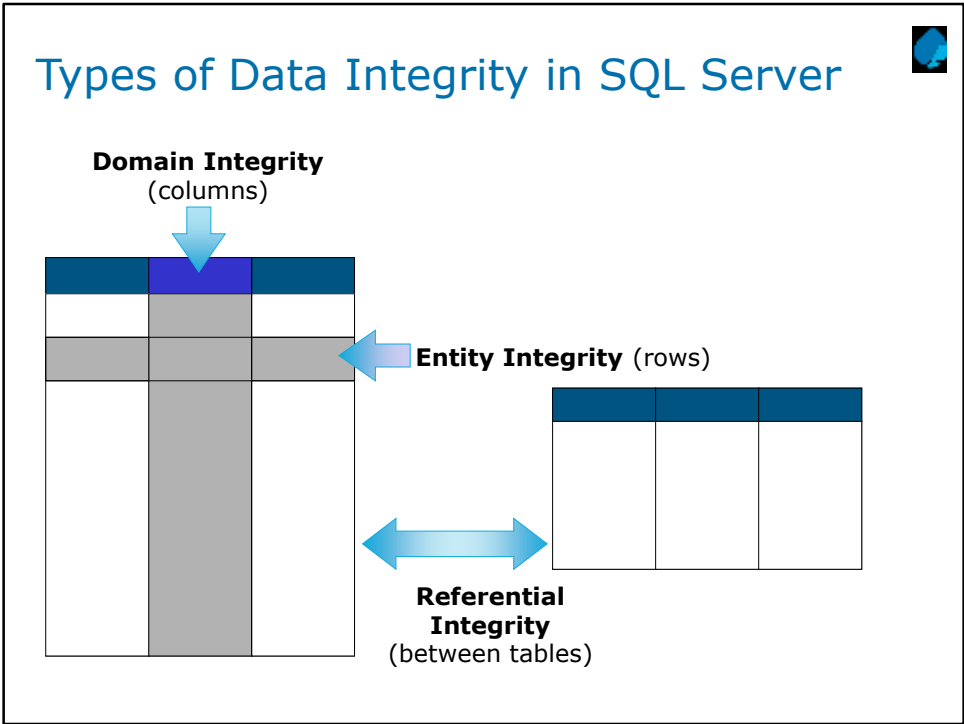 Types of Data Integrity in SQL Server
Domain Integrity
(columns)
Entity Integrity (rows)
Referential
Integrity
(between tables)